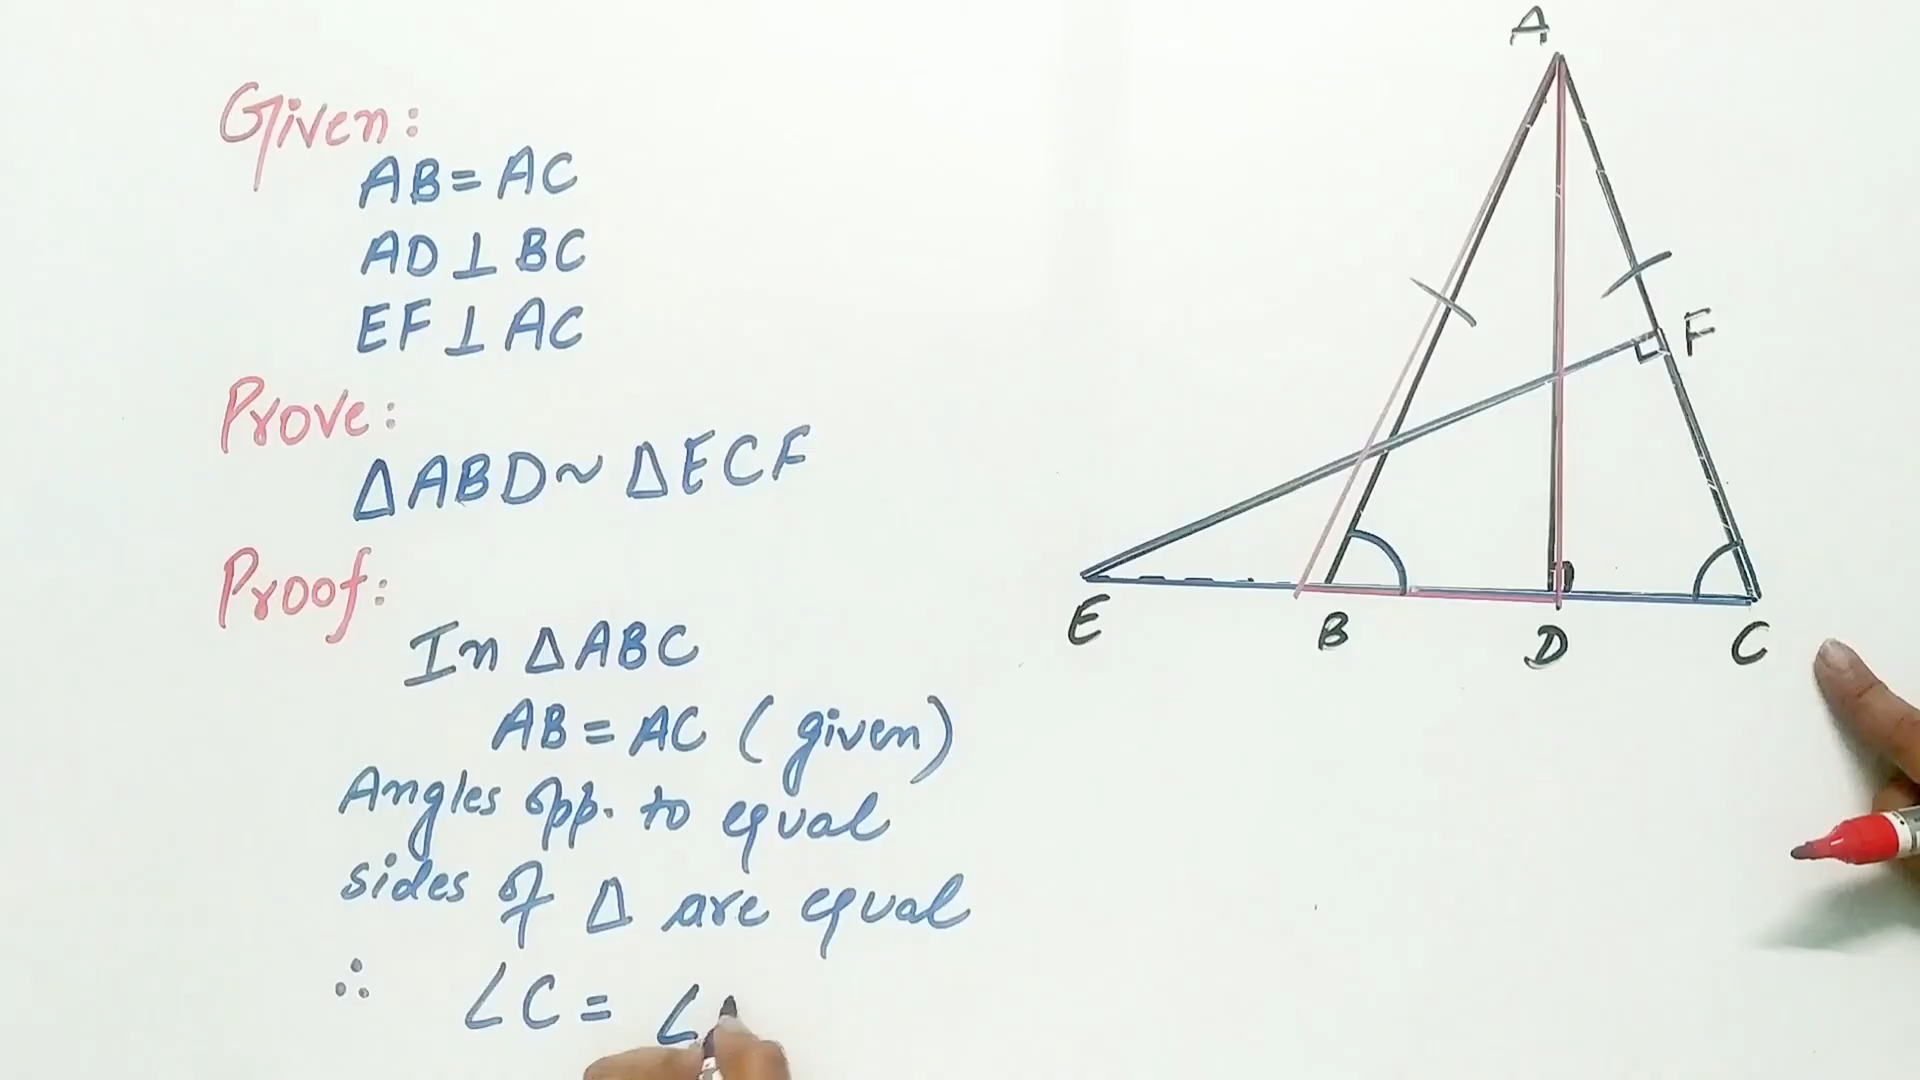 Given:
AB = AC
AD ⊥ BC
EF ⊥ AC
Prove:
ΔABD ~ ΔECF
Proof:
In ΔABC
AB = AC (given)
Angles opp. to equal
sides of Δ are equal
∴ ∠C = ∠
A
F
E
B
D
C